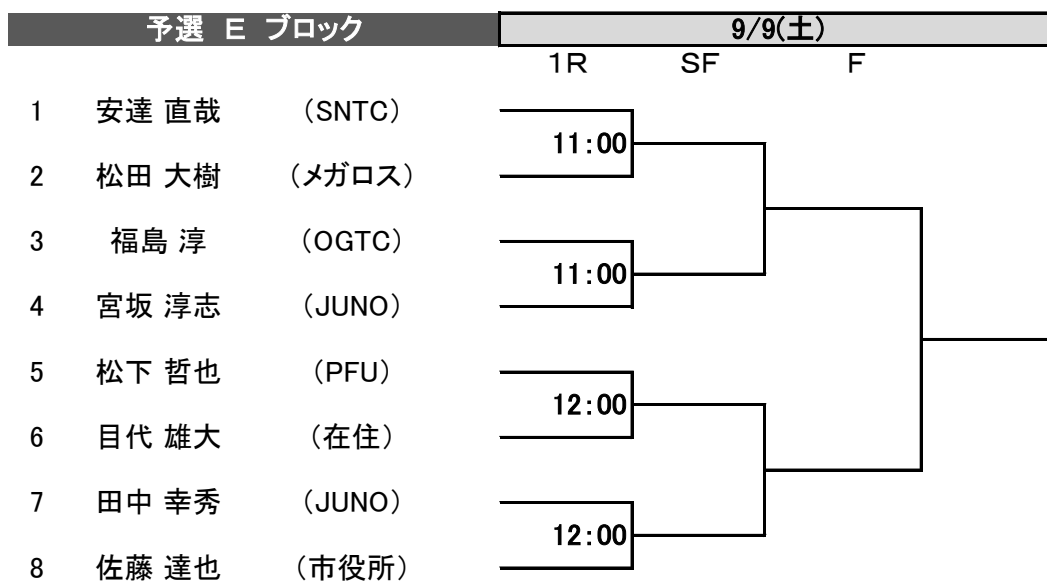 予選 E ブロック 9/9(土)
1R SF F
1 安達 直哉 (SNTC)
11:00
2 松田 大樹 (メガロス)
3 福島 淳 (OGTC)
11:00
4 宮坂 淳志 (JUNO)
5 松下 哲也 (PFU)
12:00
6 目代 雄大 (在住)
7 田中 幸秀 (JUNO)
12:00
8 佐藤 達也 (市役所)